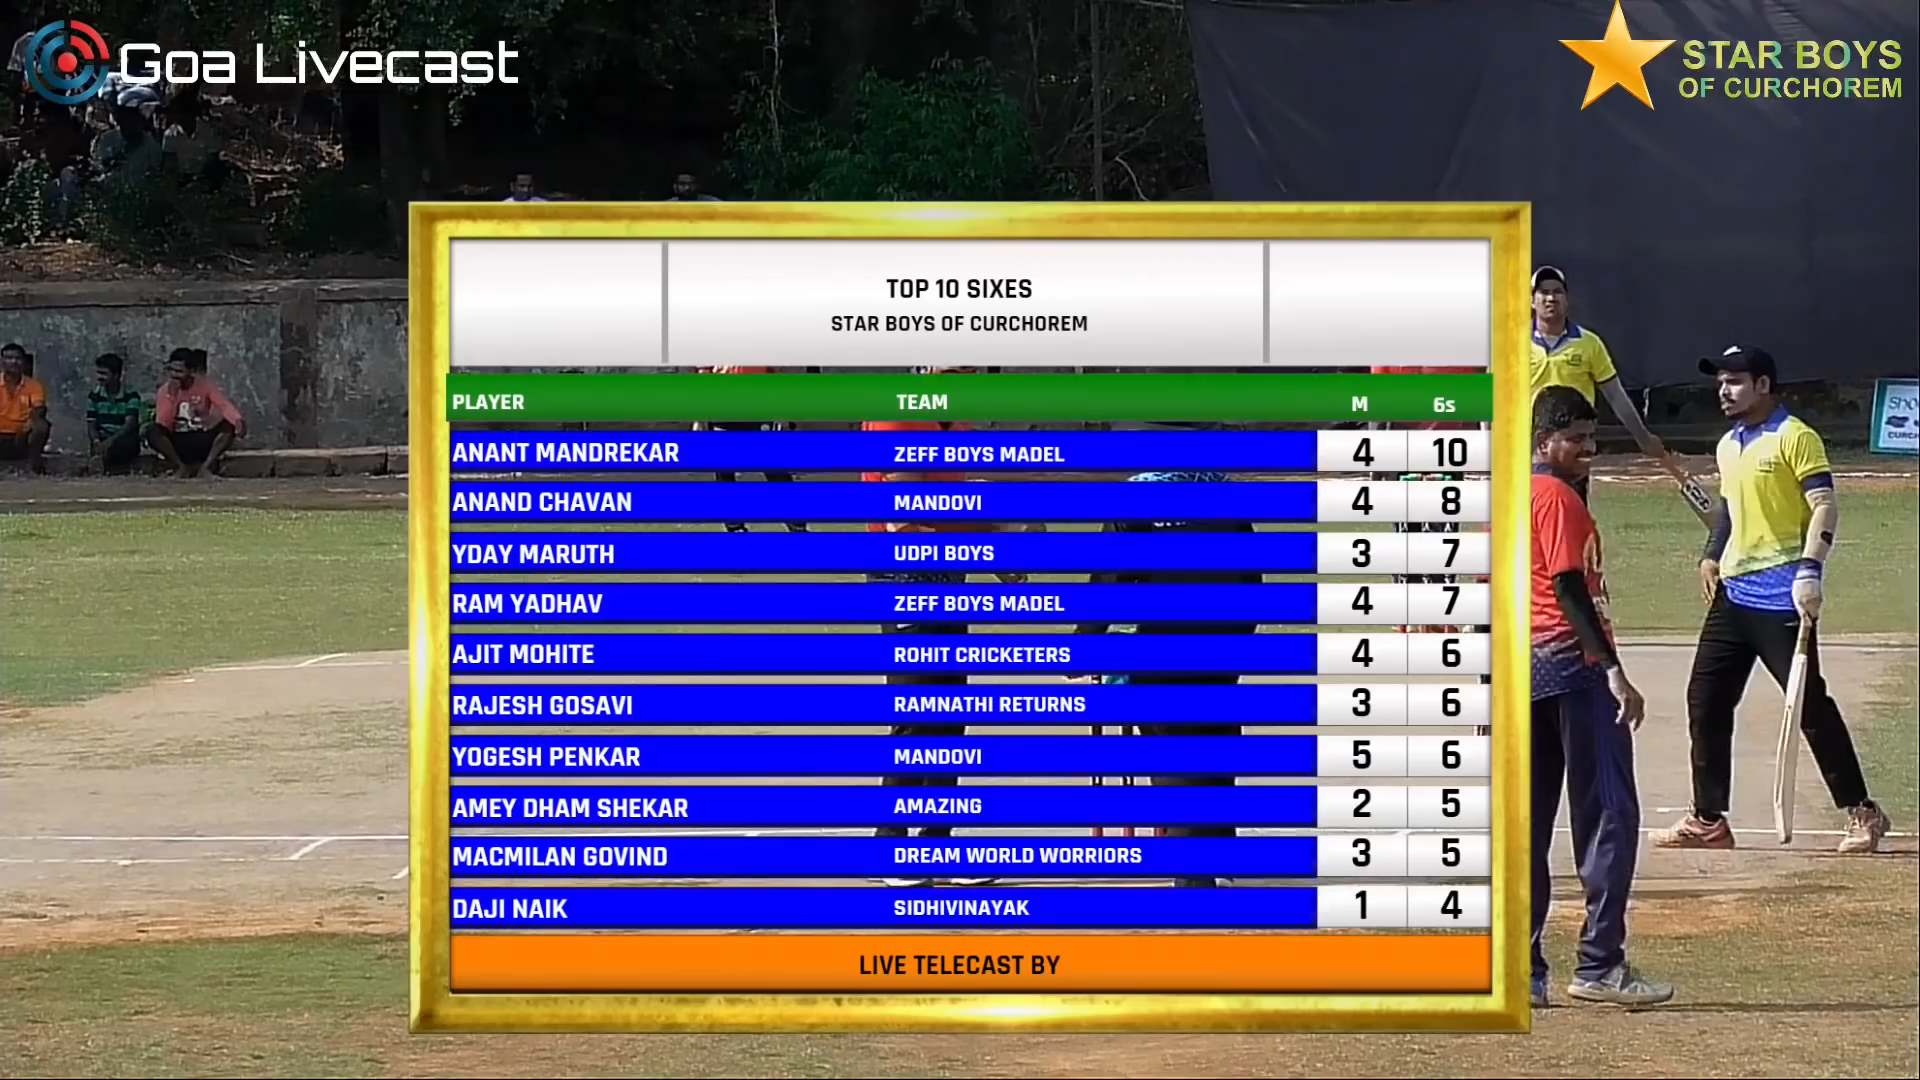 Goa Livecast
STAR BOYS
OF CURCHOREM
TOP 10 SIXES
STAR BOYS OF CURCHOREM
PLAYER TEAM M 6s
ANANT MANDREKAR ZEFF BOYS MADEL 4 10
ANAND CHAVAN MANDOVI 4 8
YDAY MARUTH UDPI BOYS 3 7
RAM YADHAV ZEFF BOYS MADEL 4 7
AJIT MOHITE ROHIT CRICKETERS 4 6
RAJESH GOSAVI RAMNATHI RETURNS 3 6
YOGESH PENKAR MANDOVI 5 6
AMEY DHAM SHEKAR AMAZING 2 5
MACMILAN GOVIND DREAM WORLD WORRIORS 3 5
DAJI NAIK SIDHIVINAYAK 1 4
LIVE TELECAST BY